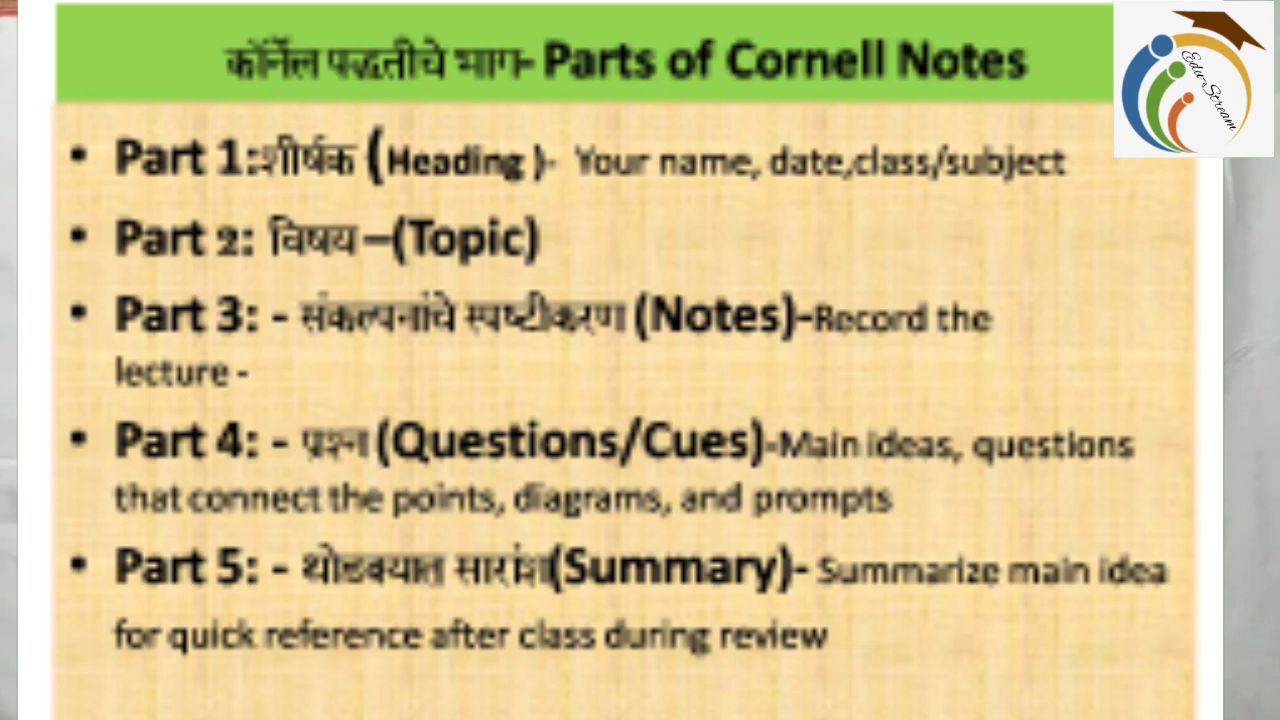 कॉर्नेल पद्धतीचे भाग- Parts of Cornell Notes
Edu-Stream
• Part 1:शीर्षक (Heading )- Your name, date,class/subject
• Part 2: विषय –(Topic)
• Part 3: - संकल्पनांचे स्पष्टीकरण (Notes)-Record the
lecture -
• Part 4: - प्रश्न (Questions/Cues)-Main ideas, questions
that connect the points, diagrams, and prompts
• Part 5: - थोडक्यात सारांश(Summary)- Summarize main idea
for quick reference after class during review